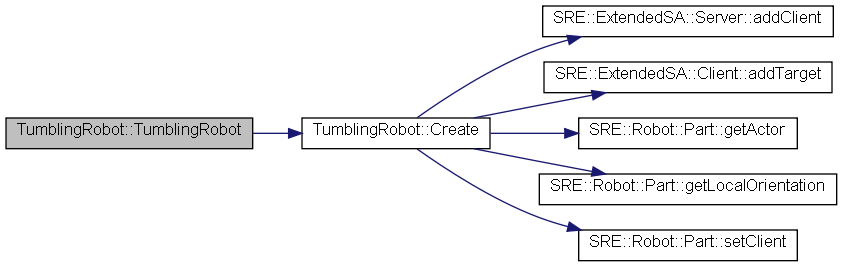 TumblingRobot::TumblingRobot
TumblingRobot::Create
SRE::ExtendedSA::Server::addClient
SRE::ExtendedSA::Client::addTarget
SRE::Robot::Part::getActor
SRE::Robot::Part::getLocalOrientation
SRE::Robot::Part::setClient